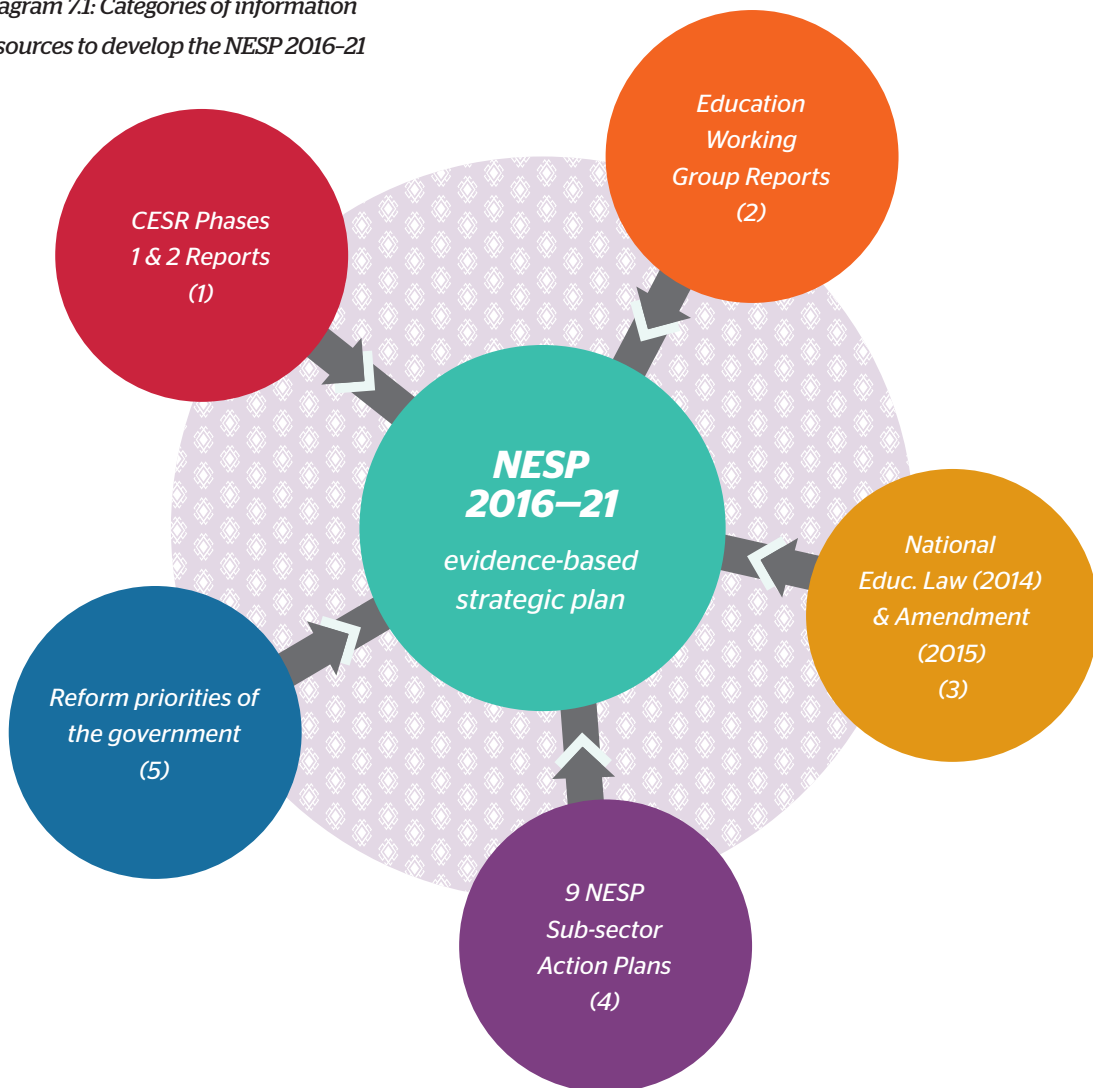 agram 7.1: Categories of information
sources to develop the NESP 2016–21
CESR Phases
1 & 2 Reports
(1)
Education
Working
Group Reports
(2)
NESP
2016–21
evidence-based
strategic plan
National
Educ. Law (2014)
& Amendment
(2015)
(3)
Reform priorities of
the government
(5)
9 NESP
Sub-sector
Action Plans
(4)